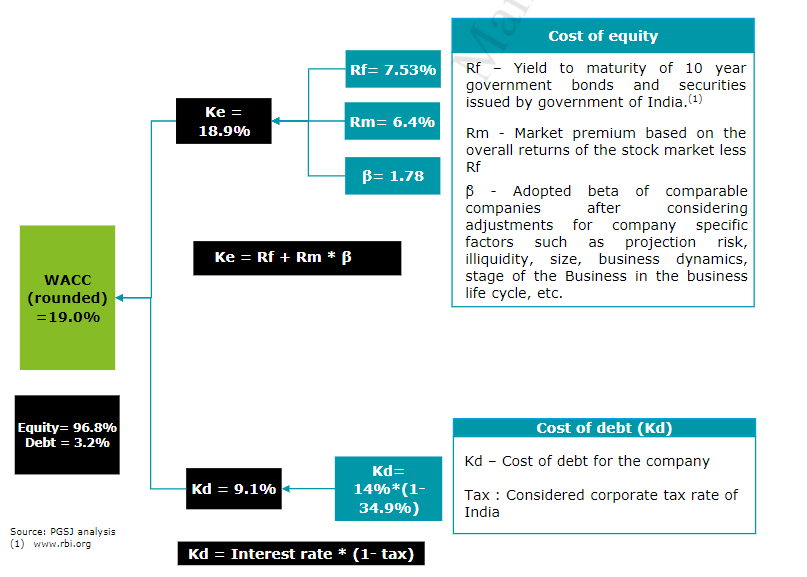 Cost of equity
Rf – Yield to maturity of 10 year
government bonds and securities
issued by government of India.(1)
Rm - Market premium based on the
overall returns of the stock market less
Rf
β - Adopted beta of comparable
companies after considering
adjustments for company specific
factors such as projection risk,
illiquidity, size, business dynamics,
stage of the Business in the business
life cycle, etc.
Rf= 7.53%
Rm= 6.4%
β= 1.78
Ke =
18.9%
Ke = Rf + Rm * β
WACC
(rounded)
=19.0%
Equity= 96.8%
Debt = 3.2%
Cost of debt (Kd)
Kd – Cost of debt for the company
Tax : Considered corporate tax rate of
India
Kd=
14%*(1-
34.9%)
Kd = 9.1%
Kd = Interest rate * (1- tax)
Source: PGSJ analysis
(1) www.rbi.org